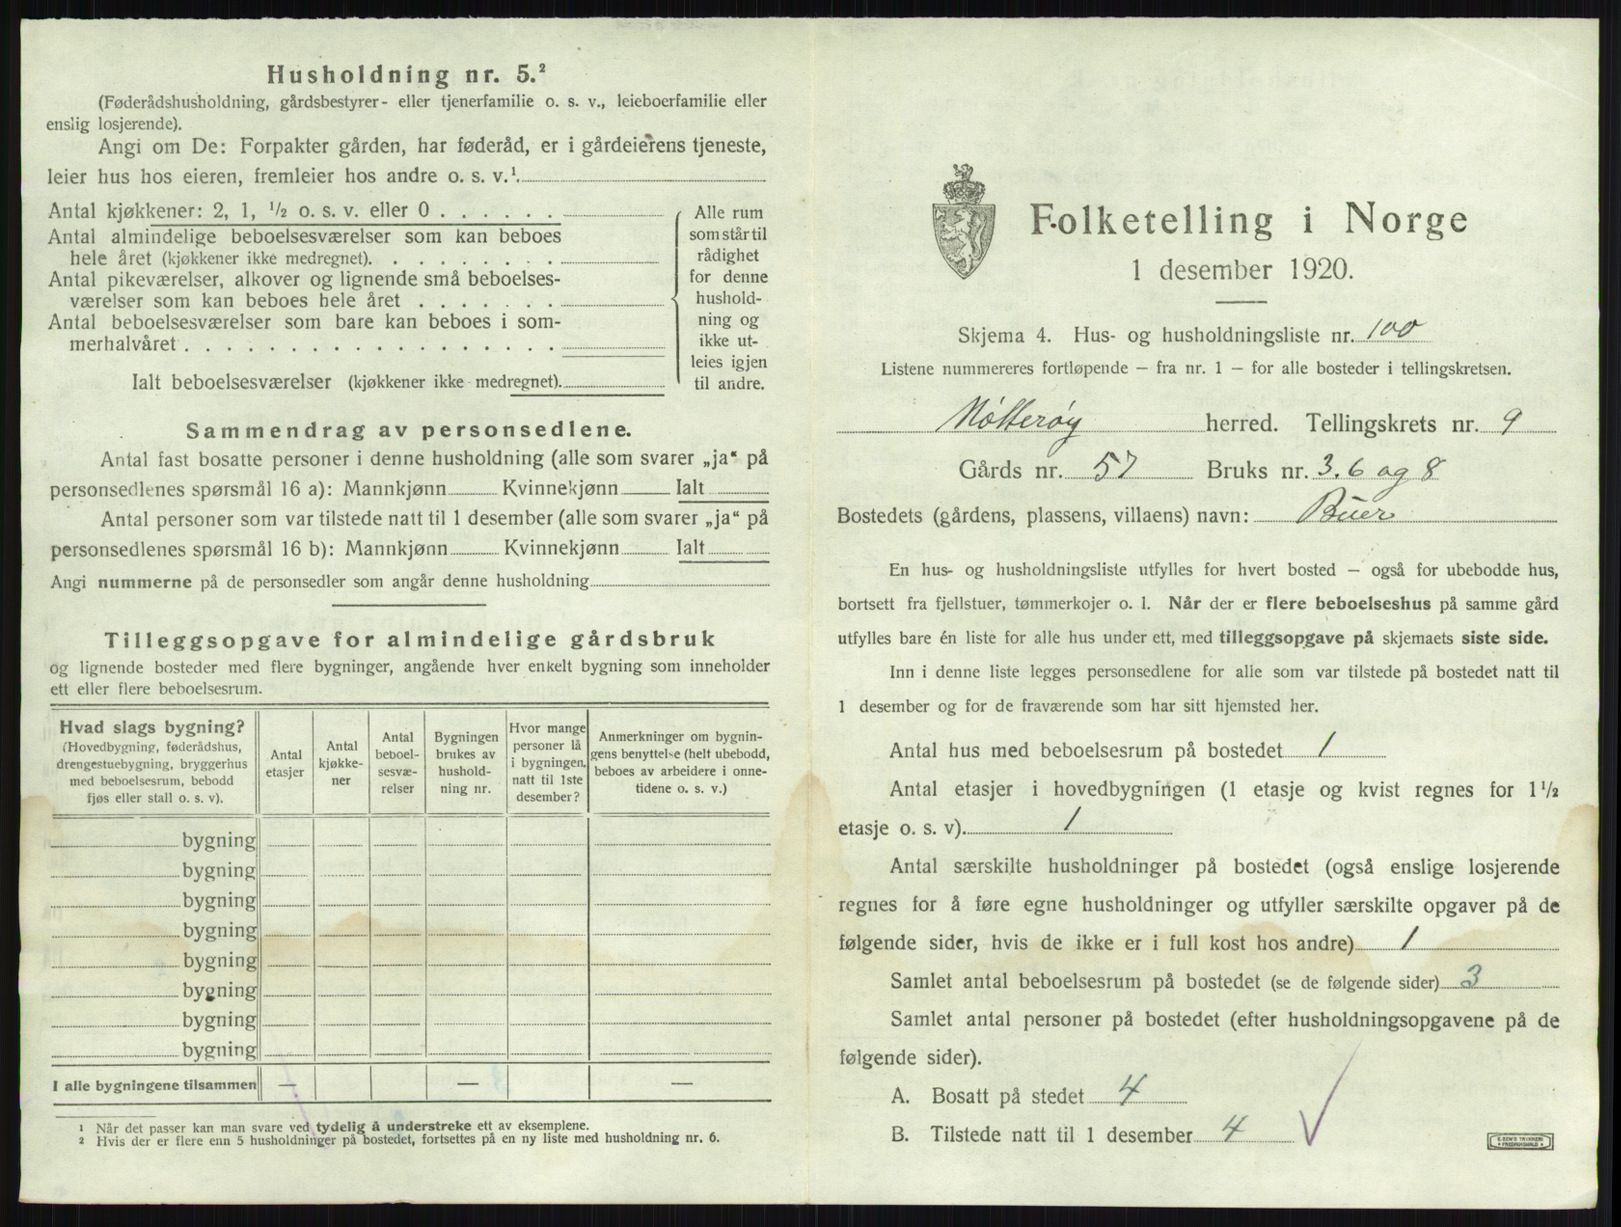 Husholdning nr. 5.²
(Føderådshusholdning, gårdsbestyrer- eller tjenerfamilie o. s. v., leieboerfamilie eller
enslig losjerende).
Angi om De: Forpakter gården, har føderåd, er i gårdeierens tjeneste,
leier hus hos eieren, fremleier hos andre o. s. v.¹.
Antal kjøkkener: 2, 1, ½ o. s. v. eller 0 . . . . . .
Antal almindelige beboelsesværelser som kan beboes
hele året (kjøkkener ikke medregnet). . . . . . . . .
Antal pikeværelser, alkover og lignende små beboelses-
værelser som kan beboes hele året . . . . . . .
Antal beboelsesværelser som bare kan beboes i som-
merhalvåret . . . . . . . . . . . . . . . . . .
Ialt beboelsesværelser (kjøkkener ikke medregnet).
Alle rum
som står til
rådighet
for denne
hushold-
ning og
ikke ut-
leies igjen
til andre.
Sammendrag av personsedlene.
Antal fast bosatte personer i denne husholdning (alle som svarer „ja“ på
personsedlenes spørsmål 16 a): Mannkjønn Kvinnekjønn Ialt
Antal personer som var tilstede natt til 1 desember (alle som svarer „ja“ på
personsedlenes spørsmål 16 b): Mannkjønn Kvinnekjønn Ialt
Angi nummerne på de personsedler som angår denne husholdning
Tilleggsopgave for almindelige gårdsbruk
og lignende bosteder med flere bygninger, angående hver enkelt bygning som inneholder
ett eller flere beboelsesrum.
Hvad slags bygning?
(Hovedbygning, føderådshus,
drengestuebygning, bryggerhus
med beboelsesrum, bebodd
fjøs eller stall o. s. v).
Antal
etasjer
Antal
kjøkke-
ner
Antal
beboel-
sesvæ-
relser
Bygningen
brukes av
hushold-
ning nr.
Hvor mange
personer lå
i bygningen,
natt til 1ste
desember?
Anmerkninger om bygnin-
gens benyttelse (helt ubebodd,
beboes av arbeidere i onne-
tidene o. s. v.)
bygning
bygning
bygning
bygning
bygning
bygning
bygning
bygning
I alle bygningene tilsammen — — —
¹ Når det passer kan man svare ved tydelig å understreke ett av eksemplene.
² Hvis der er flere enn 5 husholdninger på bostedet, fortsettes på en ny liste med husholdning nr. 6.
Folketelling i Norge
1 desember 1920.
Skjema 4. Hus- og husholdningsliste nr. 100
Listene nummereres fortløpende — fra nr. 1 — for alle bosteder i tellingskretsen.
Nøtterøy herred. Tellingskrets nr. 9
Gårds nr. 57 Bruks nr. 3. 6 og 8
Bostedets (gårdens, plassens, villaens) navn: Buer
En hus- og husholdningsliste utfylles for hvert bosted — også for ubebodde hus,
bortsett fra fjellstuer, tømmerkojer o. l. Når der er flere beboelseshus på samme gård
utfylles bare én liste for alle hus under ett, med tilleggsopgave på skjemaets siste side.
Inn i denne liste legges personsedlene for alle som var tilstede på bostedet natt til
1 desember og for de fraværende som har sitt hjemsted her.
Antal hus med beboelsesrum på bostedet 1
Antal etasjer i hovedbygningen (1 etasje og kvist regnes for 1½
etasje o. s. v). 1
Antal særskilte husholdninger på bostedet (også enslige losjerende
regnes for å føre egne husholdninger og utfyller særskilte opgaver på de
følgende sider, hvis de ikke er i full kost hos andre) 1
Samlet antal beboelsesrum på bostedet (se de følgende sider) 3
Samlet antal personer på bostedet (efter husholdningsopgavene på de
følgende sider).
A. Bosatt på stedet 4
B. Tilstede natt til 1 desember 4 ✓